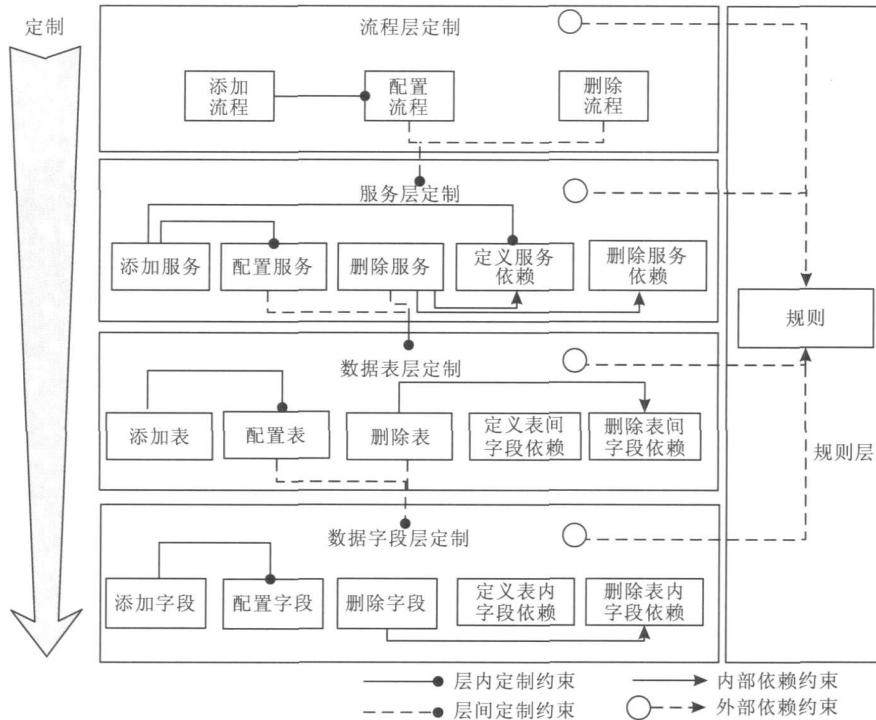 定制
流程层定制
添加
流程
配置
流程
删除
流程
服务层定制
添加服务
配置服务
删除服务
定义服务
依赖
删除服务
依赖
规则
数据表层定制
添加表
配置表
删除表
定义表间
字段依赖
删除表间
字段依赖
规则层
数据字段层定制
添加字段
配置字段
删除字段
定义表内
字段依赖
删除表内
字段依赖
层内定制约束
内部依赖约束
层间定制约束
外部依赖约束